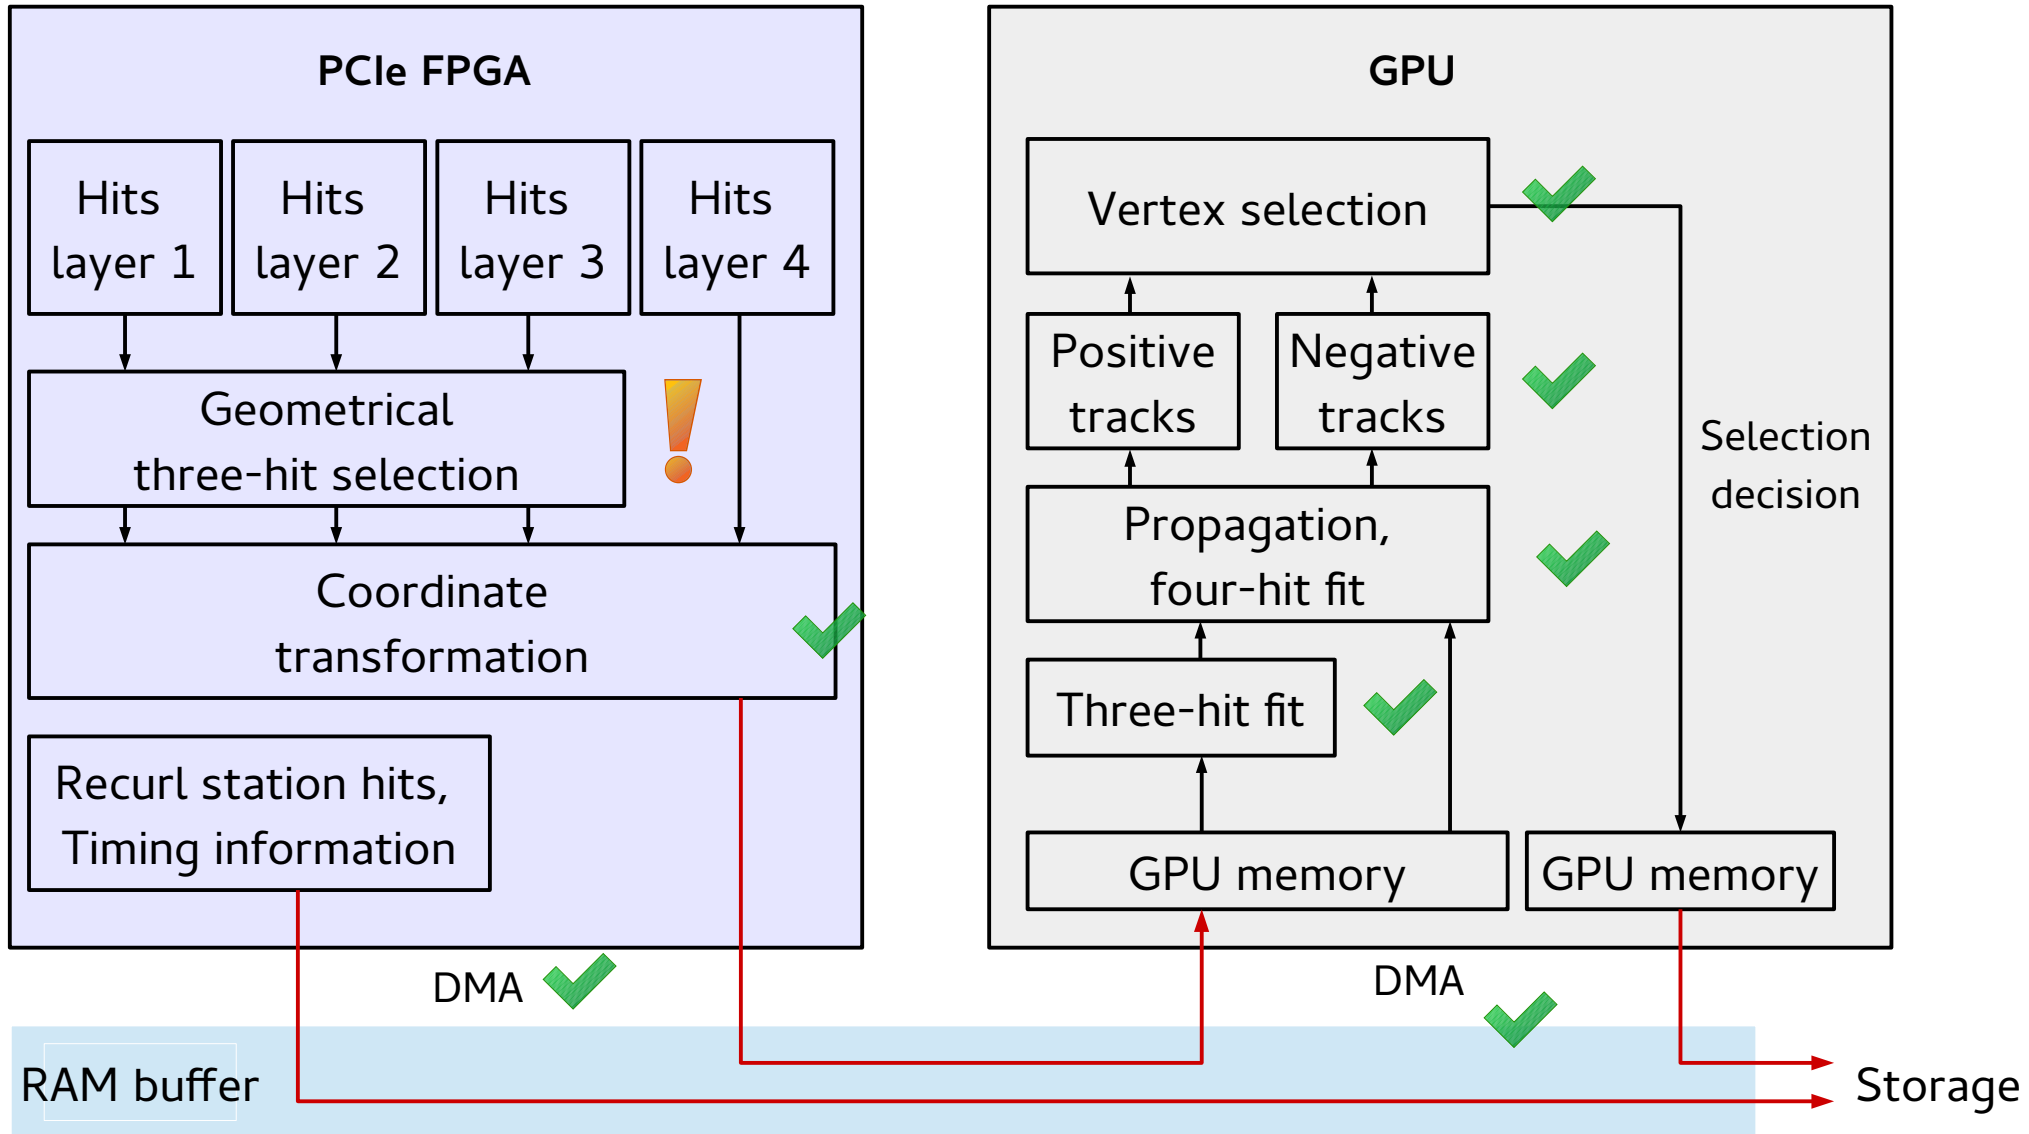 PCIe FPGA
Hits
layer 1
Hits
layer 2
Hits
layer 3
Hits
layer 4
Geometrical
three-hit selection
Coordinate
transformation
Recurl station hits,
Timing information
DMA
RAM buffer
GPU
Vertex selection
Positive
tracks
Negative
tracks
Selection
decision
Propagation,
four-hit fit
Three-hit fit
GPU memory
GPU memory
DMA
Storage